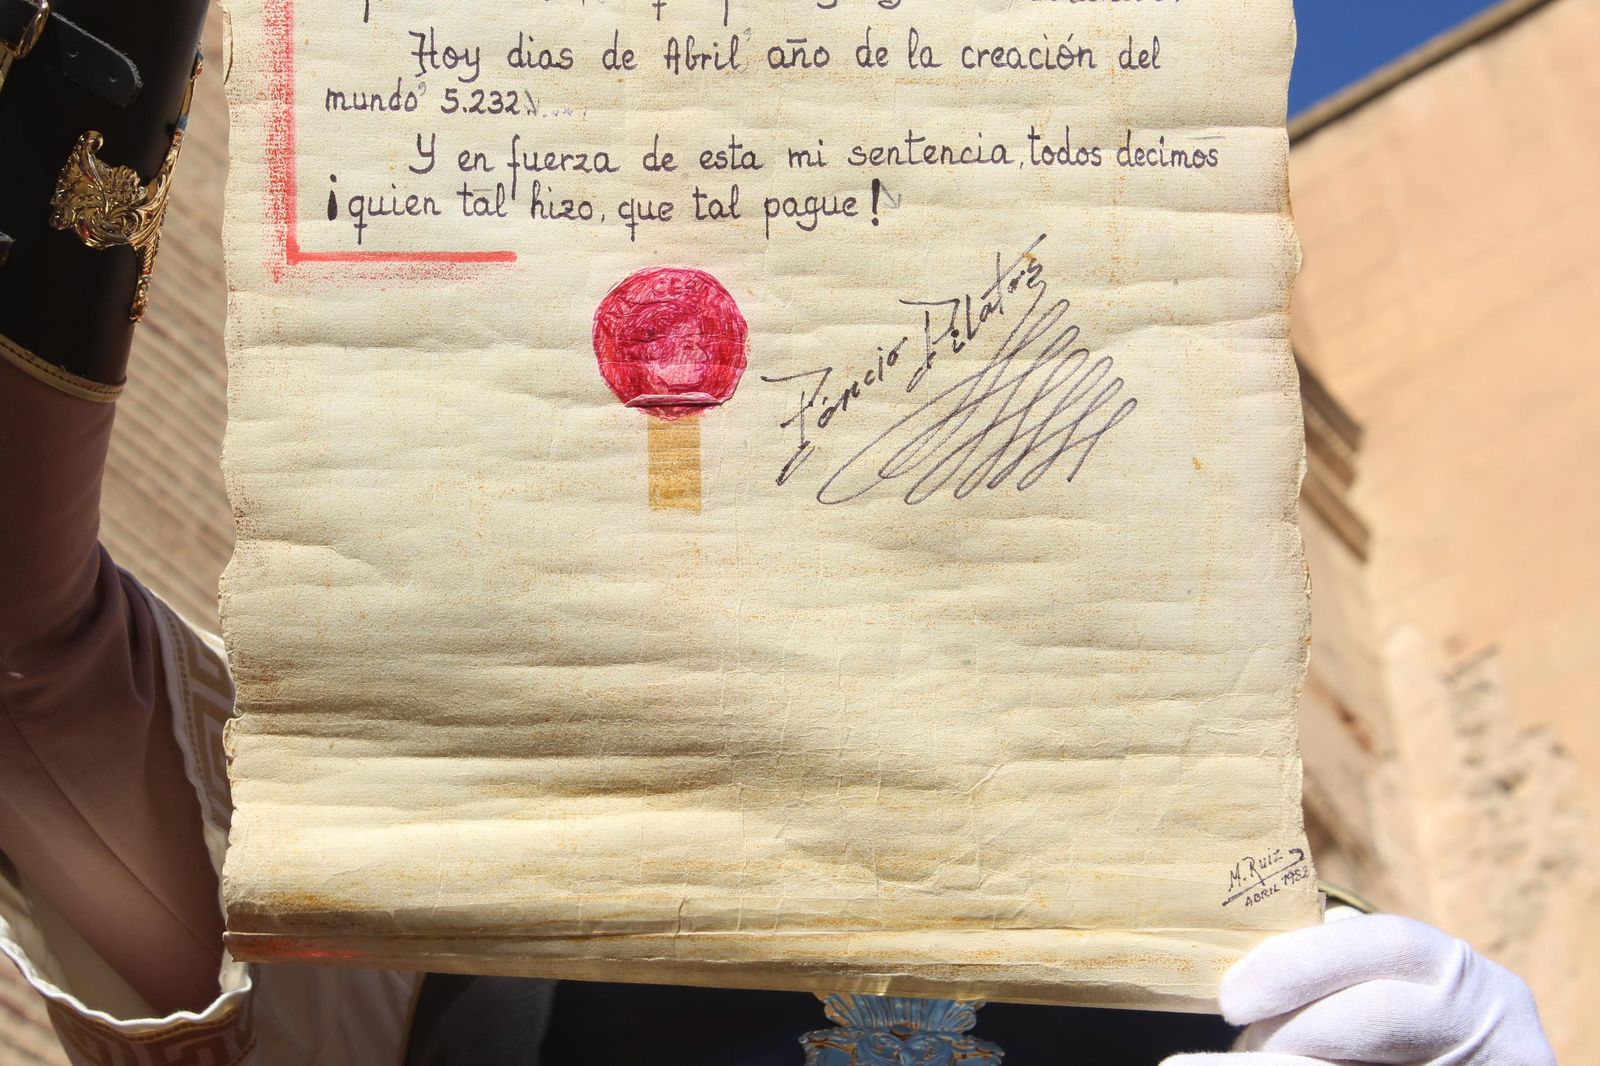 Hoy dias de Abril año de la creación del
mundo 5.232
Y en fuerza de esta mi sentencia, todos decimos
¡quien tal hizo, que tal pague!
Poncio Pilatos
M. Ruiz
ABRIL 1982